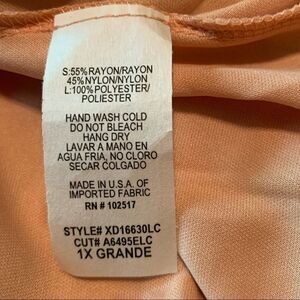 S:55% RAYON/RAYON
45% NYLON/NYLON
L:100% POLYESTER/
POLIESTER
HAND WASH COLD
DO NOT BLEACH
HANG DRY
LAVAR A MANO EN
AGUA FRIA, NO CLORO
SECAR COLGADO
MADE IN U.S.A. OF
IMPORTED FABRIC
RN # 102517
STYLE# XD16630LC
CUT# A6495ELC
1X GRANDE